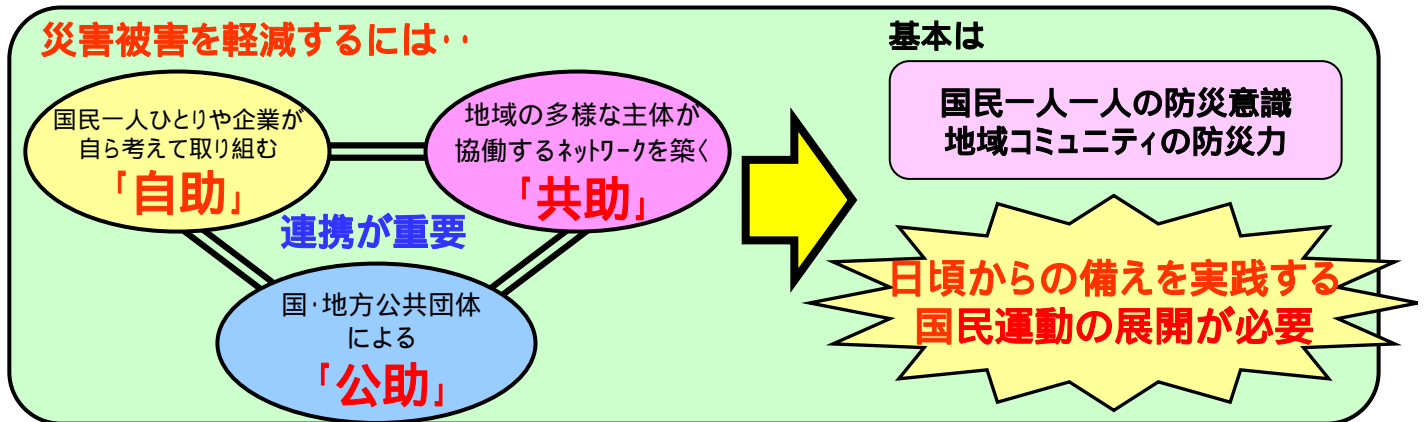 災害被害を軽減するには‥
国民一人ひとりや企業が
自ら考えて取り組む
「自助」
地域の多様な主体が
協働するネットワークを築く
「共助」
連携が重要
国・地方公共団体
による
「公助」
基本は
国民一人一人の防災意識
地域コミュニティの防災力
日頃からの備えを実践する
国民運動の展開が必要